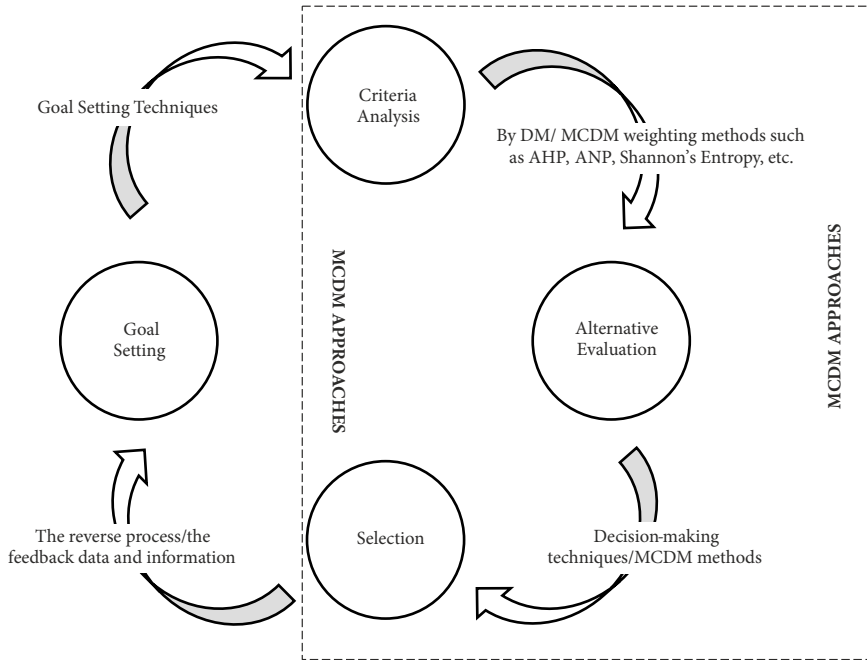 Criteria
Analysis
Goal Setting Techniques
By DM/ MCDM weighting methods such
as AHP, ANP, Shannon's Entropy, etc.
MCDM APPROACHES
MCDM APPROACHES
Goal
Setting
Alternative
Evaluation
The reverse process/the
feedback data and information
Selection
Decision-making
techniques/MCDM methods